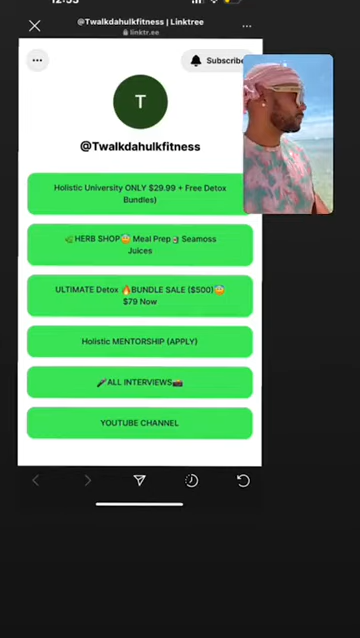 @Twalkdahulkfitness | Linktree
linktr.ee
Subscribe
T
@Twalkdahulkfitness
Holistic University ONLY $29.99 + Free Detox
Bundles)
🌿HERB SHOP🤯 Meal Prep🥑 Seamoss
Juices
ULTIMATE Detox 🔥BUNDLE SALE ($500)🤯
$79 Now
Holistic MENTORSHIP (APPLY)
🎤ALL INTERVIEWS📸
YOUTUBE CHANNEL